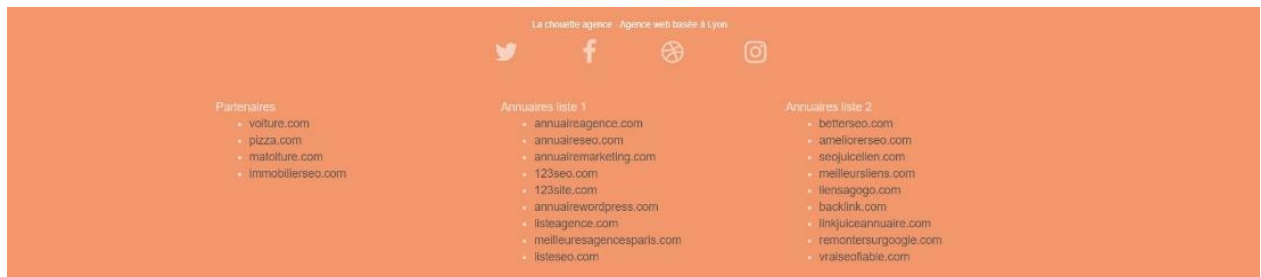 La chouette agence - Agence web basée à Lyon
Partenaires
voiture.com
pizza.com
matoiture.com
immobilierseo.com
Annuaires liste 1
annuaireagence.com
annuaireseo.com
annuairemarketing.com
123seo.com
123site.com
annuairewordpress.com
listeagence.com
meilleuresagencesparis.com
listeseo.com
Annuaires liste 2
betterseo.com
ameliorerseo.com
seojuicelien.com
meilleursliens.com
liensagogo.com
backlink.com
linkjuiceannuaire.com
remontersurgoogle.com
vraiseofiable.com